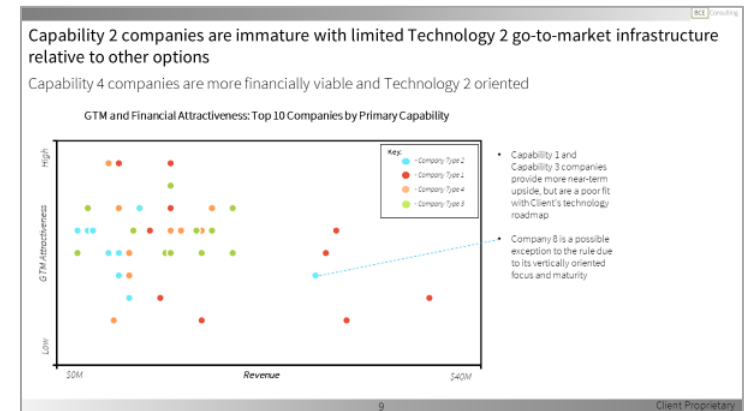 BCE Consulting
Capability 2 companies are immature with limited Technology 2 go-to-market infrastructure
relative to other options
Capability 4 companies are more financially viable and Technology 2 oriented
GTM and Financial Attractiveness: Top 10 Companies by Primary Capability
High
GTM Attractiveness
Low
Key:
- Company Type 2
- Company Type 1
- Company Type 4
- Company Type 3
$0M
Revenue
$40M
• Capability 1 and
Capability 3 companies
provide more near-term
upside, but are a poor fit
with Client's technology
roadmap
• Company 8 is a possible
exception to the rule due
to its vertically oriented
focus and maturity
9
Client Proprietary